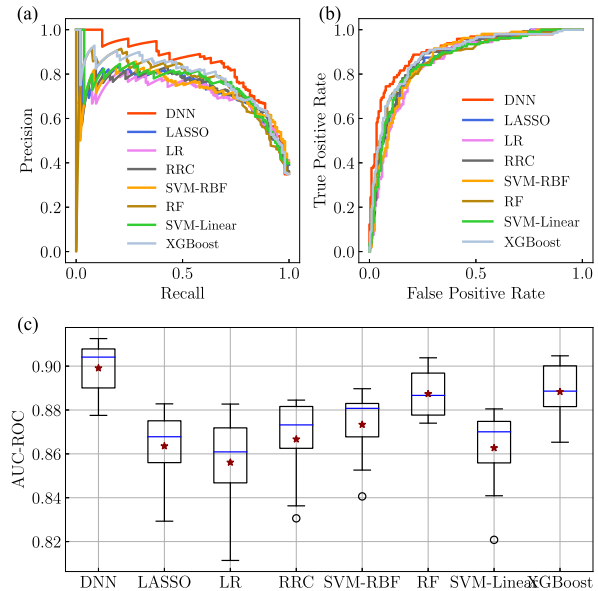 (a)
1.0
0.8
0.6
0.4
0.2
0.0
Precision
DNN
LASSO
LR
RRC
SVM-RBF
RF
SVM-Linear
XGBoost
0.0 0.5 1.0
Recall
(b)
1.0
0.8
0.6
0.4
0.2
0.0
True Positive Rate
DNN
LASSO
LR
RRC
SVM-RBF
RF
SVM-Linear
XGBoost
0.0 0.5 1.0
False Positive Rate
(c)
0.90
0.88
0.86
0.84
0.82
AUC-ROC
DNN LASSO LR RRC SVM-RBF RF SVM-Linear XGBoost